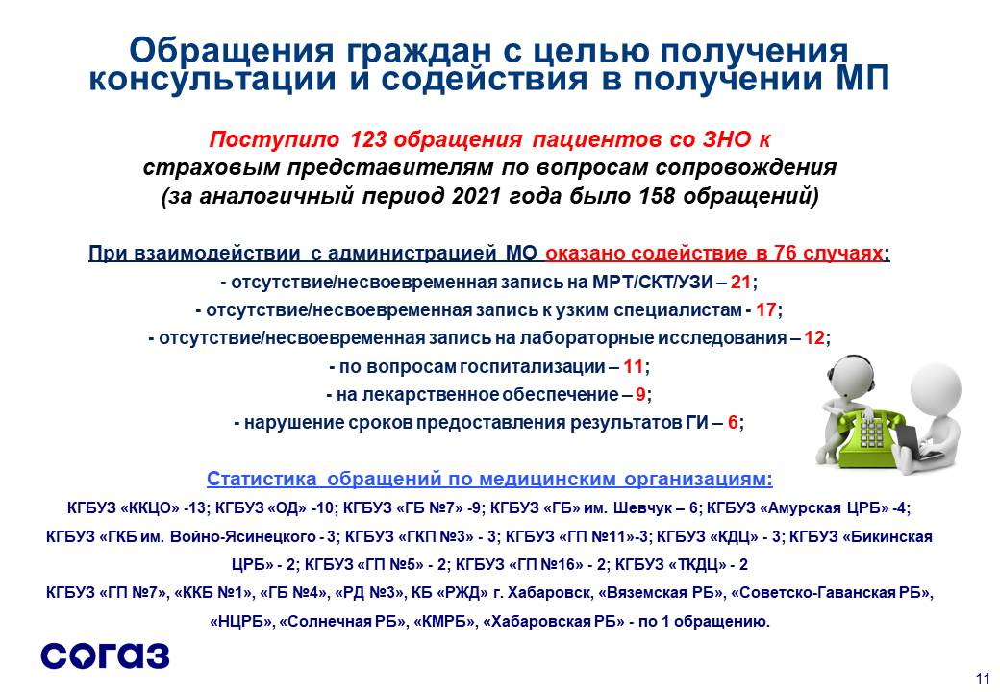 Обращения граждан с целью получения
консультации и содействия в получении МП
Поступило 123 обращения пациентов со ЗНО к
страховым представителям по вопросам сопровождения
(за аналогичный период 2021 года было 158 обращений)
При взаимодействии с администрацией МО оказано содействие в 76 случаях:
- отсутствие/несвоевременная запись на МРТ/СКТ/УЗИ – 21;
- отсутствие/несвоевременная запись к узким специалистам - 17;
- отсутствие/несвоевременная запись на лабораторные исследования – 12;
- по вопросам госпитализации – 11;
- на лекарственное обеспечение – 9;
- нарушение сроков предоставления результатов ГИ – 6;
Статистика обращений по медицинским организациям:
КГБУЗ «ККЦО» -13; КГБУЗ «ОД» -10; КГБУЗ «ГБ №7» -9; КГБУЗ «ГБ» им. Шевчук – 6; КГБУЗ «Амурская ЦРБ» -4;
КГБУЗ «ГКБ им. Войно-Ясинецкого - 3; КГБУЗ «ГКП №3» - 3; КГБУЗ «ГП №11»-3; КГБУЗ «КДЦ» - 3; КГБУЗ «Бикинская
ЦРБ» - 2; КГБУЗ «ГП №5» - 2; КГБУЗ «ГП №16» - 2; КГБУЗ «ТКДЦ» - 2
КГБУЗ «ГП №7», «ККБ №1», «ГБ №4», «РД №3», КБ «РЖД» г. Хабаровск, «Вяземская РБ», «Советско-Гаванская РБ»,
«НЦРБ», «Солнечная РБ», «КМРБ», «Хабаровская РБ» - по 1 обращению.
согаз
11